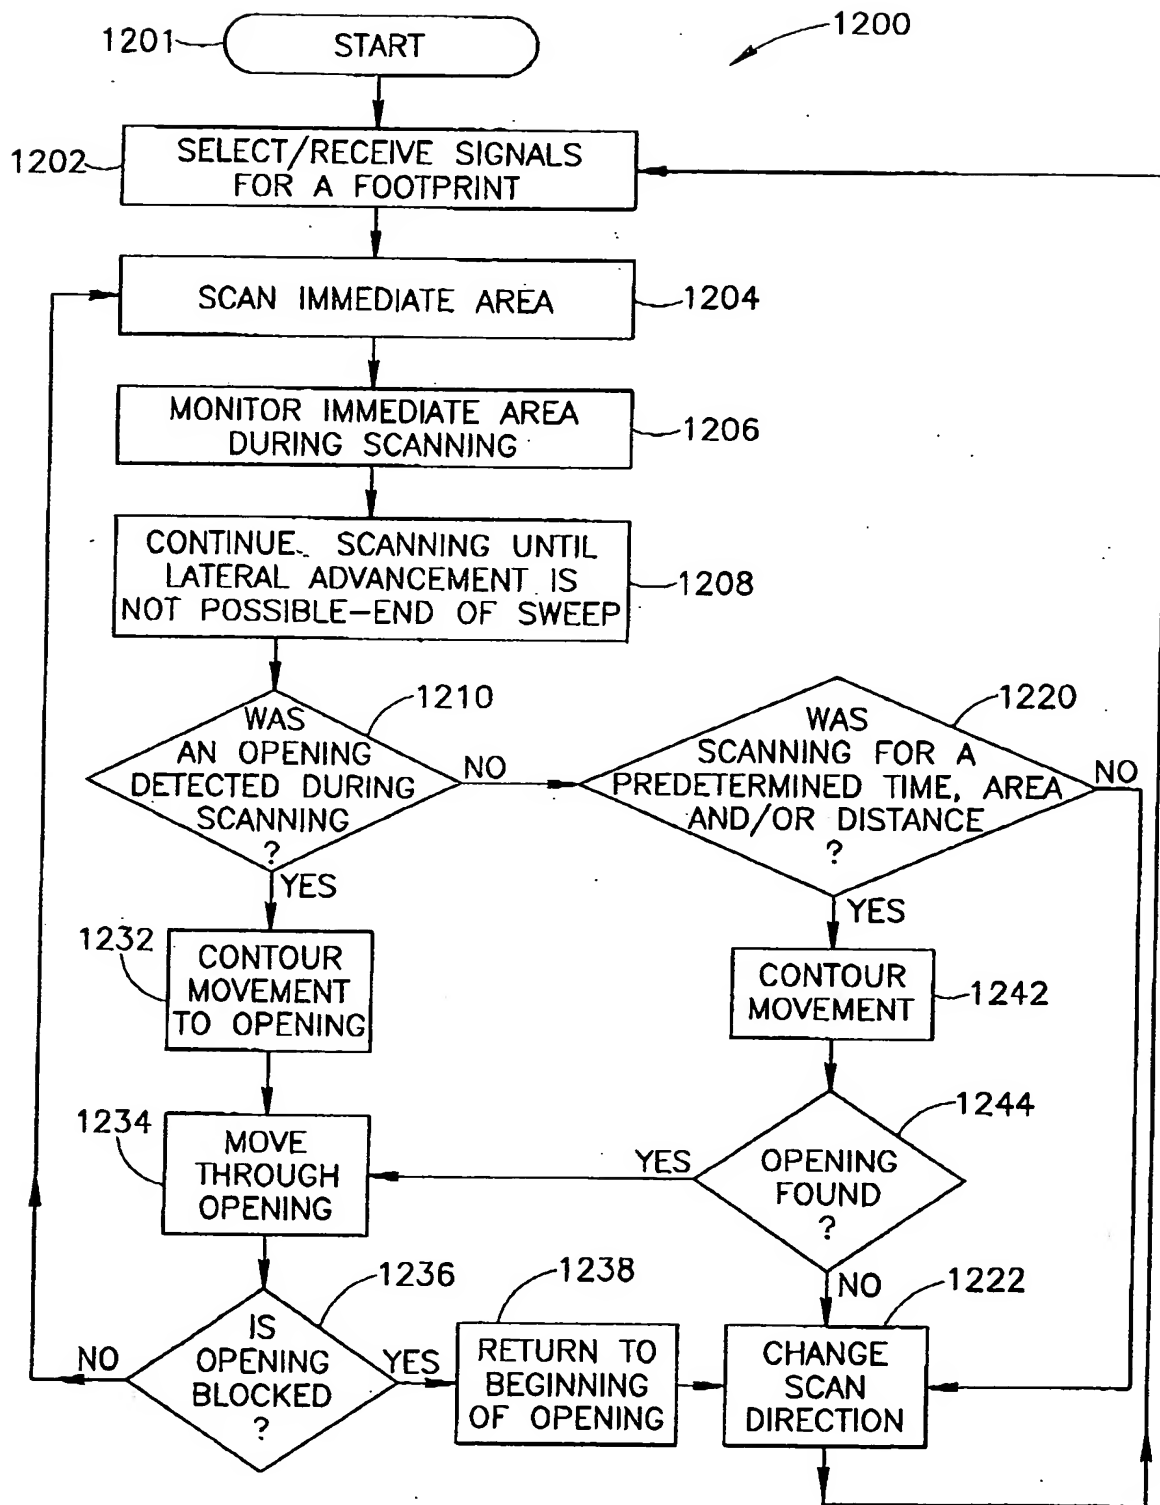 1200
1201
START
1202
SELECT/RECEIVE SIGNALS
FOR A FOOTPRINT
SCAN IMMEDIATE AREA
1204
MONITOR IMMEDIATE AREA
DURING SCANNING
1206
CONTINUE SCANNING UNTIL
LATERAL ADVANCEMENT IS
NOT POSSIBLE-END OF SWEEP
1208
1210
WAS
AN OPENING
DETECTED DURING
SCANNING
?
NO
YES
1220
WAS
SCANNING FOR A
PREDETERMINED TIME, AREA
AND/OR DISTANCE
?
NO
YES
1232
CONTOUR
MOVEMENT
TO OPENING
CONTOUR
MOVEMENT
1242
1234
MOVE
THROUGH
OPENING
1244
OPENING
FOUND
?
YES
NO
1236
IS
OPENING
BLOCKED
?
NO
YES
1238
RETURN TO
BEGINNING
OF OPENING
1222
CHANGE
SCAN
DIRECTION